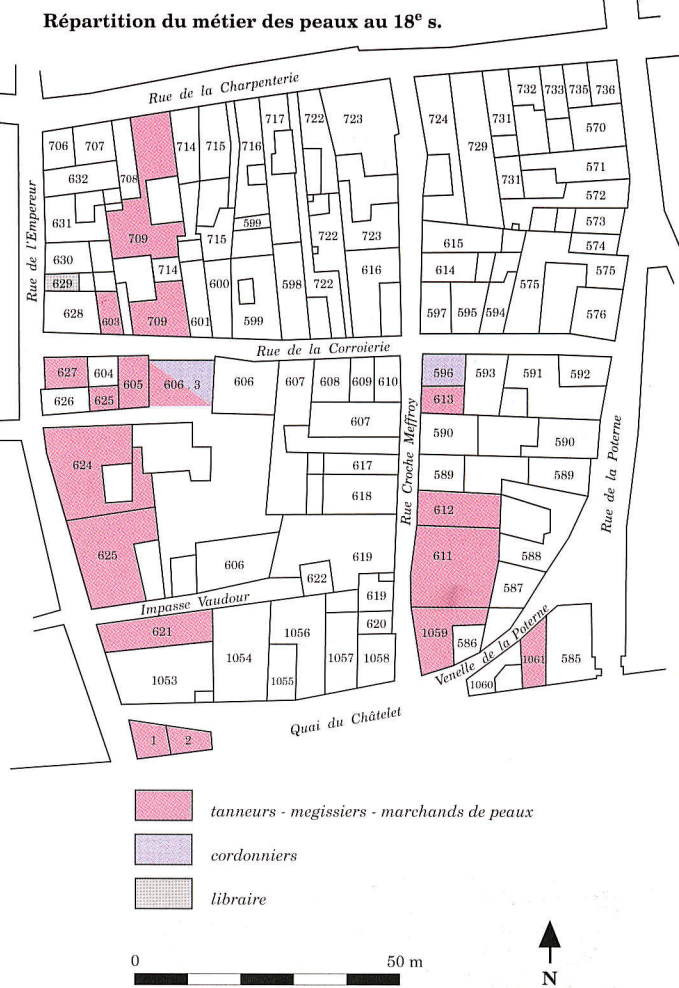 Répartition du métier des peaux au 18e s.
Rue de la Charpenterie
732 733 735 736
717 722 723 724 731 570
706 707 714 715 716 729
632 708 731 571
572
631 599 573
709 715 722 723 615 574
630 714 600 598 616 614 575 575
629 722
628 603 709 601 599 597 595 594 576
Rue de l'Empereur
Rue de la Corroierie
627 604 605 606 . 3 606 607 608 609 610 596 593 591 592
626 625 613
607 590 590
624 617 589 589
618
612
625 611
606 619 588
622 587
619
Rue Croche Meffroy
Rue de la Poterne
Impasse Vaudour
621 1056 620 1059 586
1054 1057 1058 1061 585
1053 1055 1060
Venelle de la Poterne
Quai du Châtelet
1 2
tanneurs - megissiers - marchands de peaux
cordonniers
libraire
0 50 m
N